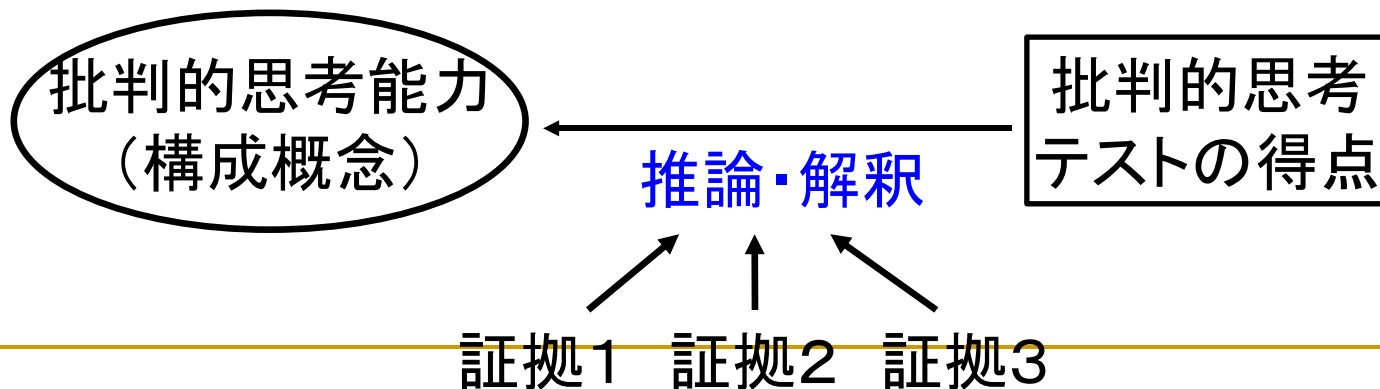 批判的思考能力
（構成概念）
批判的思考
テストの得点
推論・解釈
証拠１ 証拠２ 証拠３